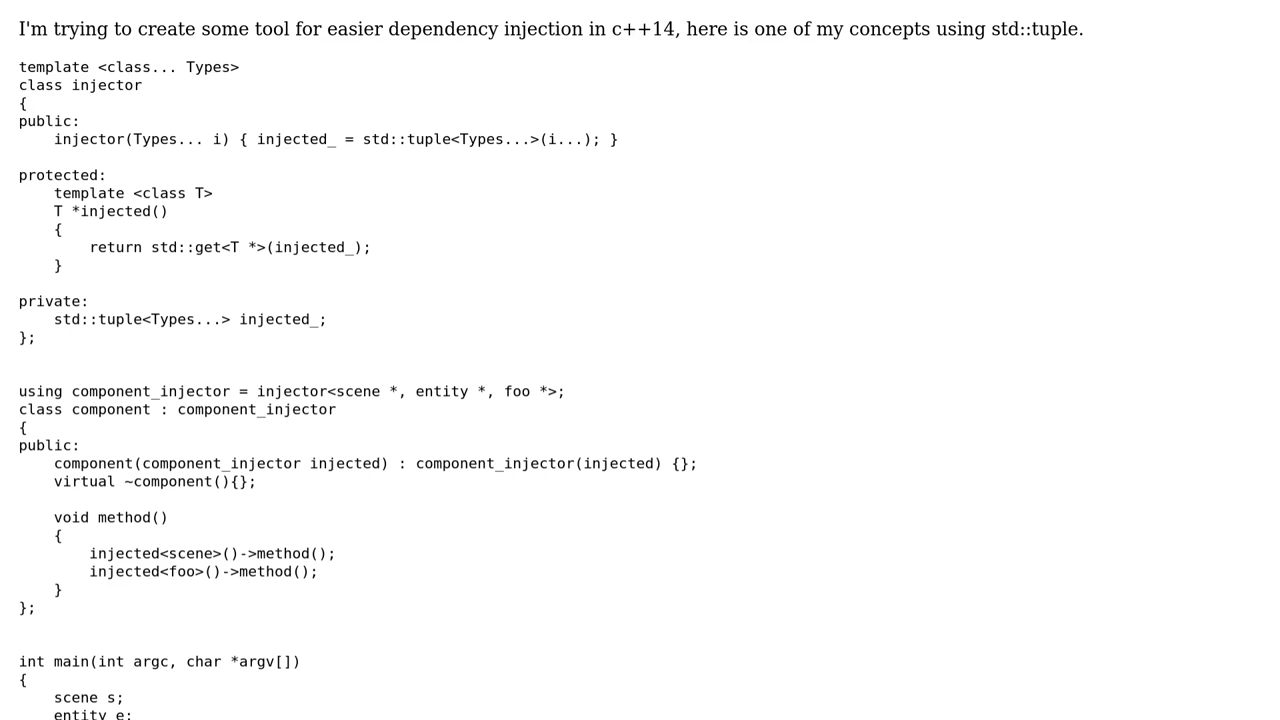 I'm trying to create some tool for easier dependency injection in c++14, here is one of my concepts using std::tuple.
template <class... Types>
class injector
{
public:
    injector(Types... i) { injected_ = std::tuple<Types...>(i...); }
protected:
    template <class T>
    T *injected()
    {
        return std::get<T *>(injected_);
    }
private:
    std::tuple<Types...> injected_;
};
using component_injector = injector<scene *, entity *, foo *>;
class component : component_injector
{
public:
    component(component_injector injected) : component_injector(injected) {};
    virtual ~component(){};
    void method()
    {
        injected<scene>()->method();
        injected<foo>()->method();
    }
};
int main(int argc, char *argv[])
{
    scene s;
    entity e;